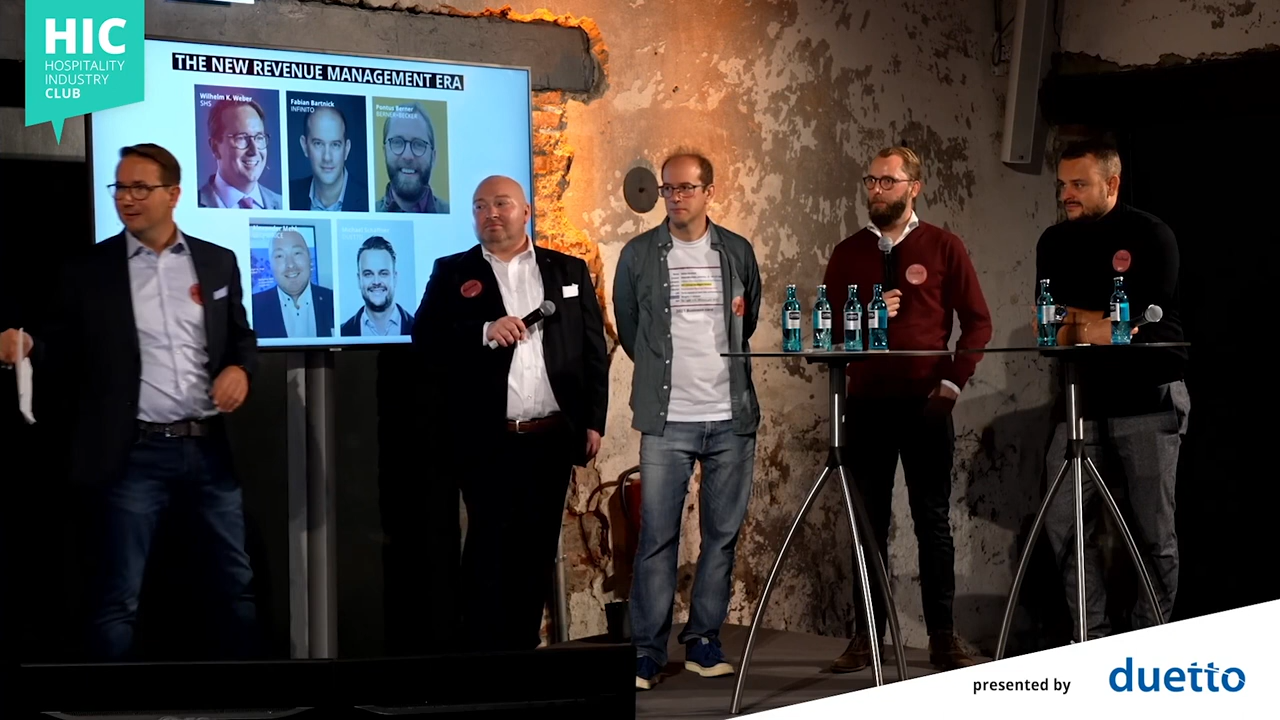 HIC
HOSPITALITY
INDUSTRY
CLUB
THE NEW REVENUE MANAGEMENT ERA
Wilhelm K. Weber
SHS
Fabian Bartnick
INFINITO
Pontus Berner
BERNER+BECKER
presented by
duetto